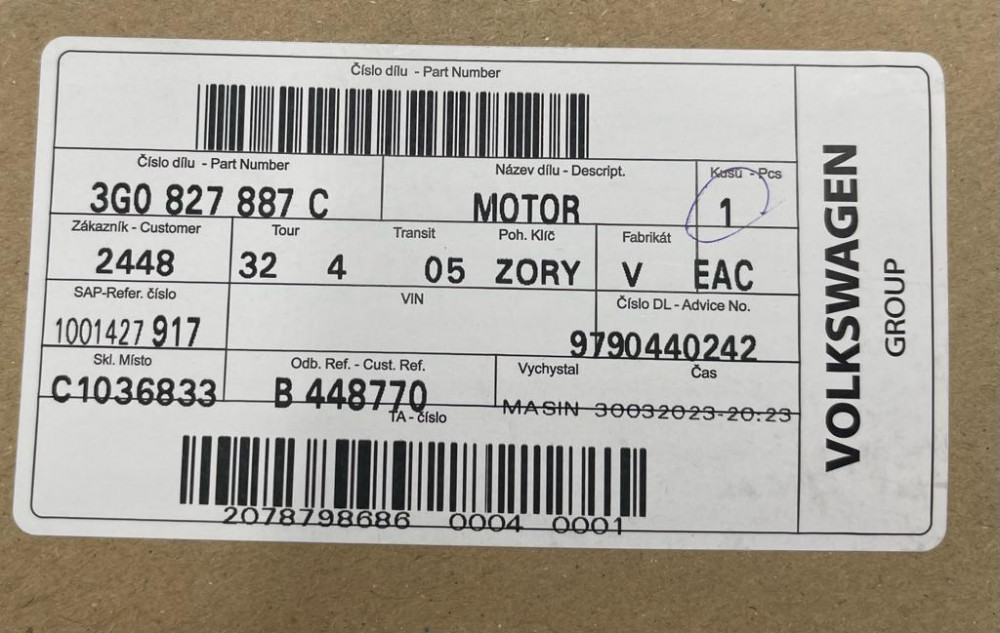 Číslo dílu - Part Number
Číslo dílu - Part Number
Název dílu - Descript.
Kusů - Pcs
3G0 827 887 C
MOTOR
1
Zákazník - Customer
Tour
Transit
Poh. Klíč
Fabrikát
2448
32 4
05 ZORY
V EAC
SAP-Refer. číslo
VIN
Číslo DL - Advice No.
1001427 917
9790440242
Skl. Místo
Odb. Ref. - Cust. Ref.
Vychystal
Čas
C1036833
B 448770
MASIN 30032023-20:23
TA - číslo
2078798686 0004 0001
VOLKSWAGEN
GROUP